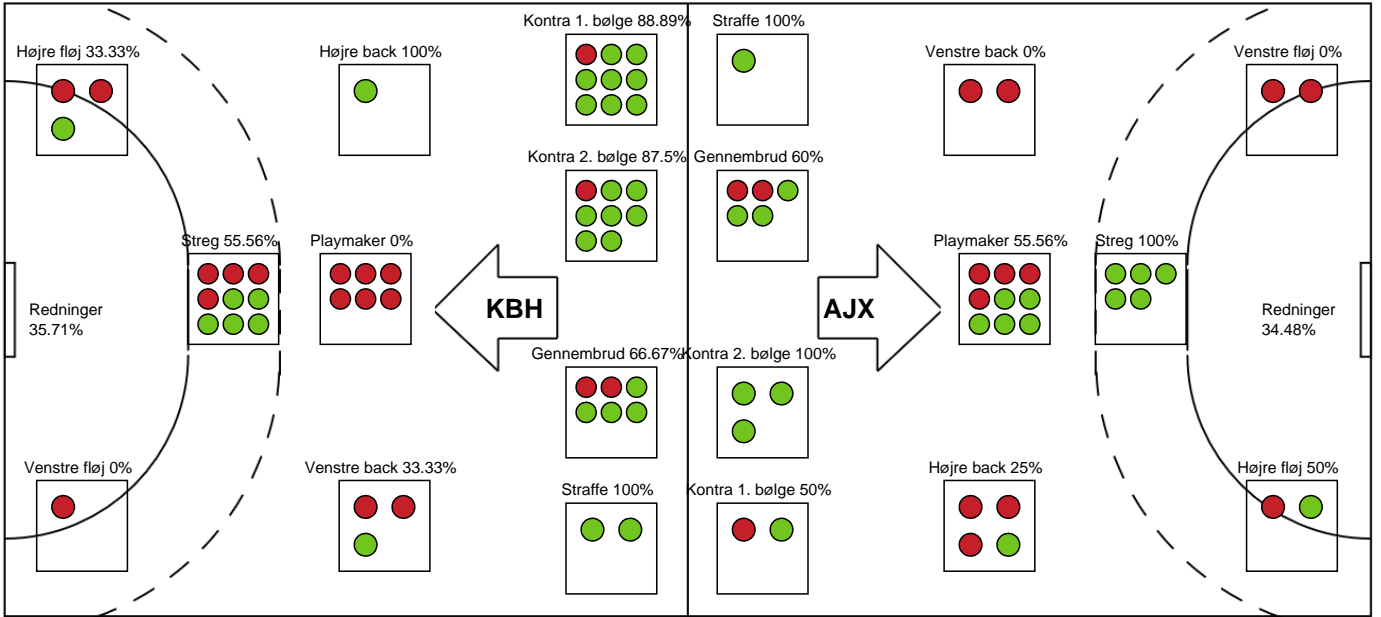 Kontra 1. bølge 88.89%
Straffe 100%
Højre fløj 33.33%
Højre back 100%
Venstre back 0%
Venstre fløj 0%
Kontra 2. bølge 87.5%
Gennembrud 60%
Streg 55.56%
Playmaker 0%
Playmaker 55.56%
Streg 100%
Redninger
35.71%
KBH
AJX
Redninger
34.48%
Gennembrud 66.67%
Kontra 2. bølge 100%
Venstre fløj 0%
Venstre back 33.33%
Højre back 25%
Højre fløj 50%
Straffe 100%
Kontra 1. bølge 50%